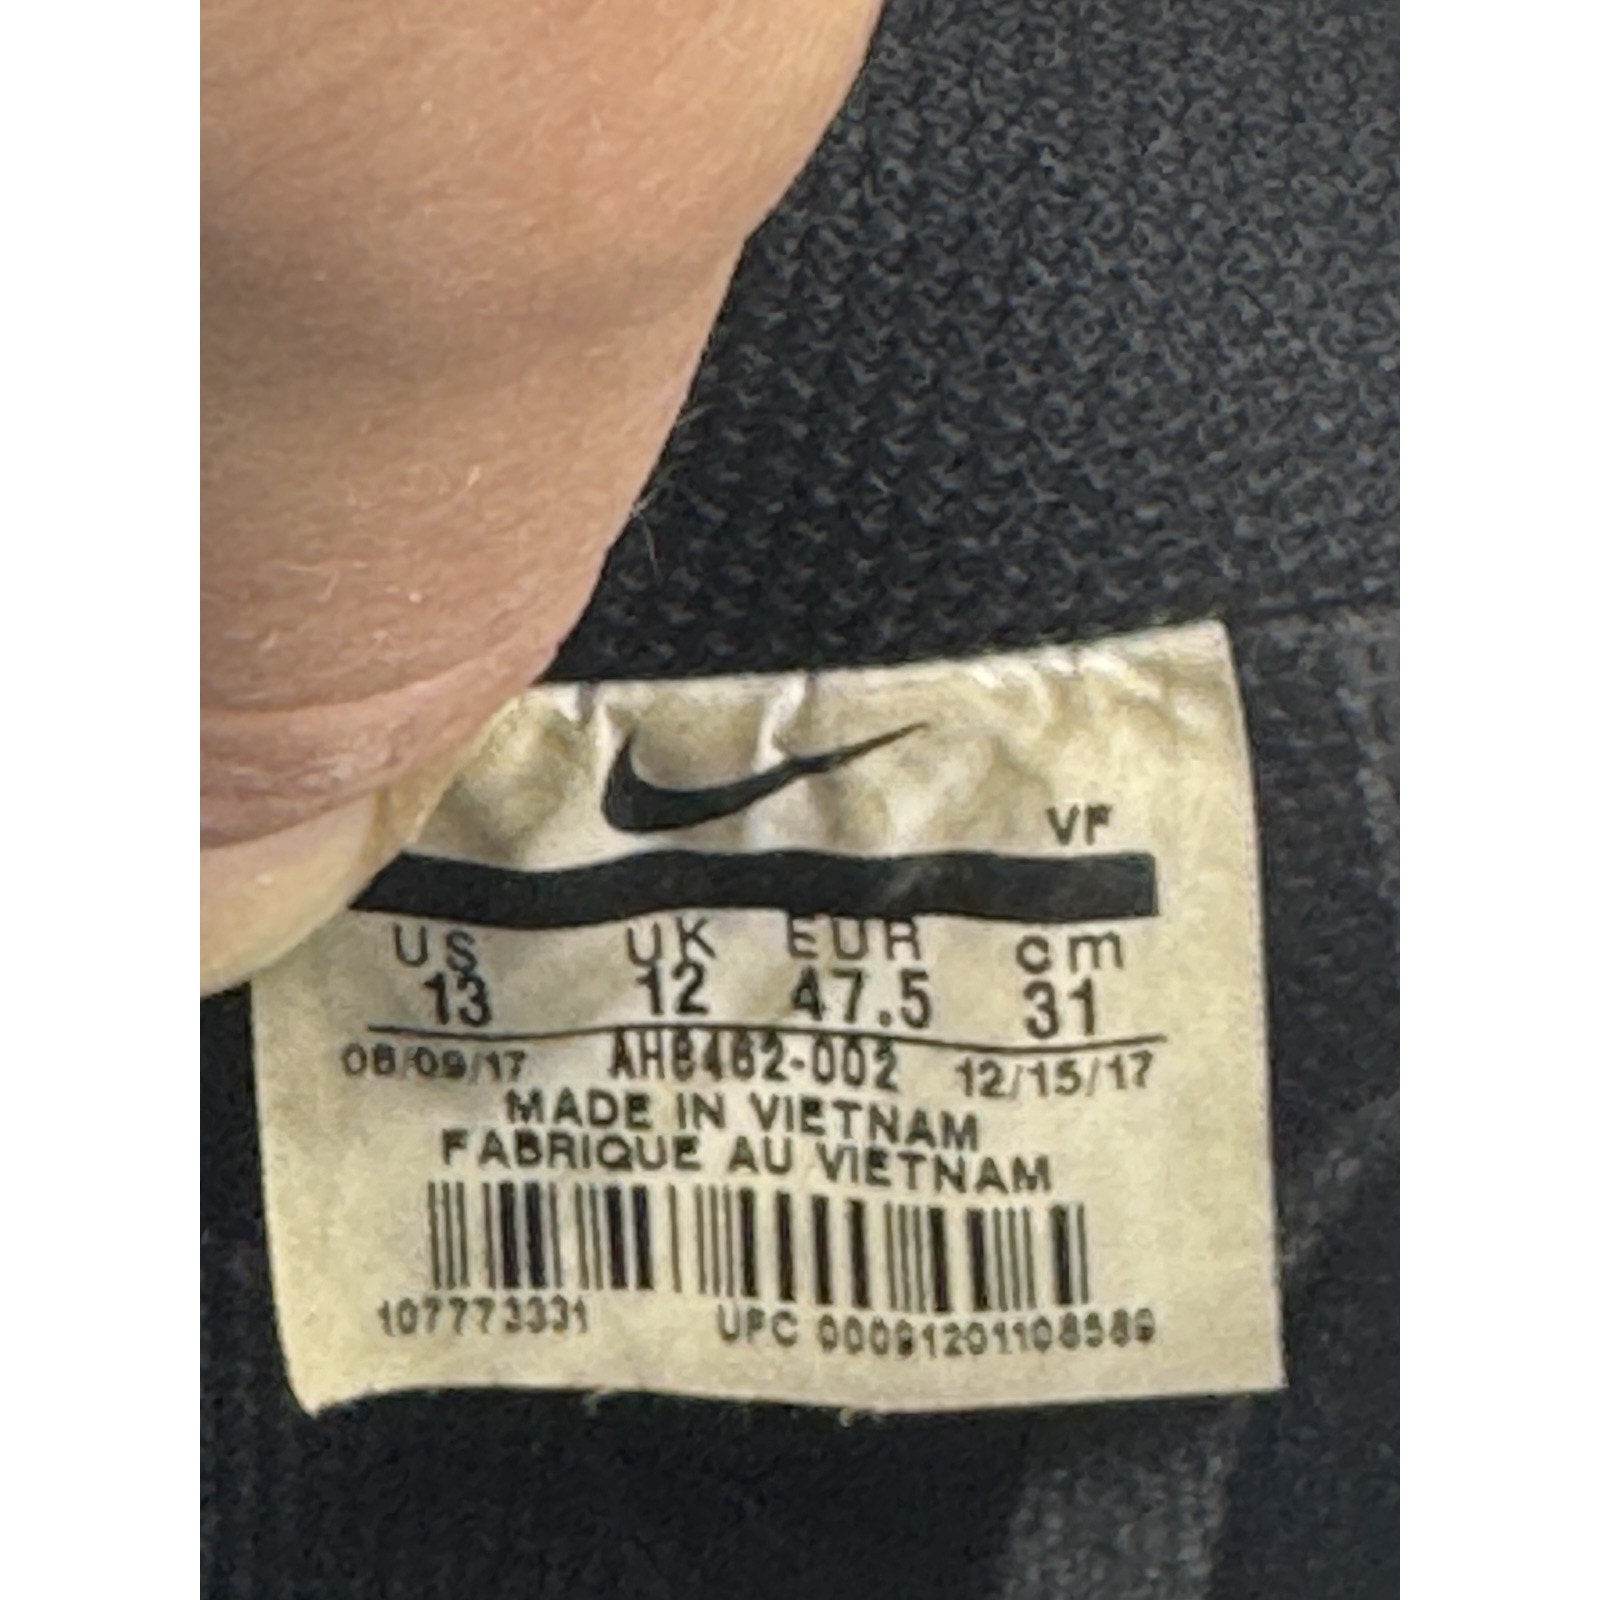 VF
US UK EUR cm
13 12 47.5 31
08/09/17 AH8462-002 12/15/17
MADE IN VIETNAM
FABRIQUE AU VIETNAM
107773331 UPC 00091201108589